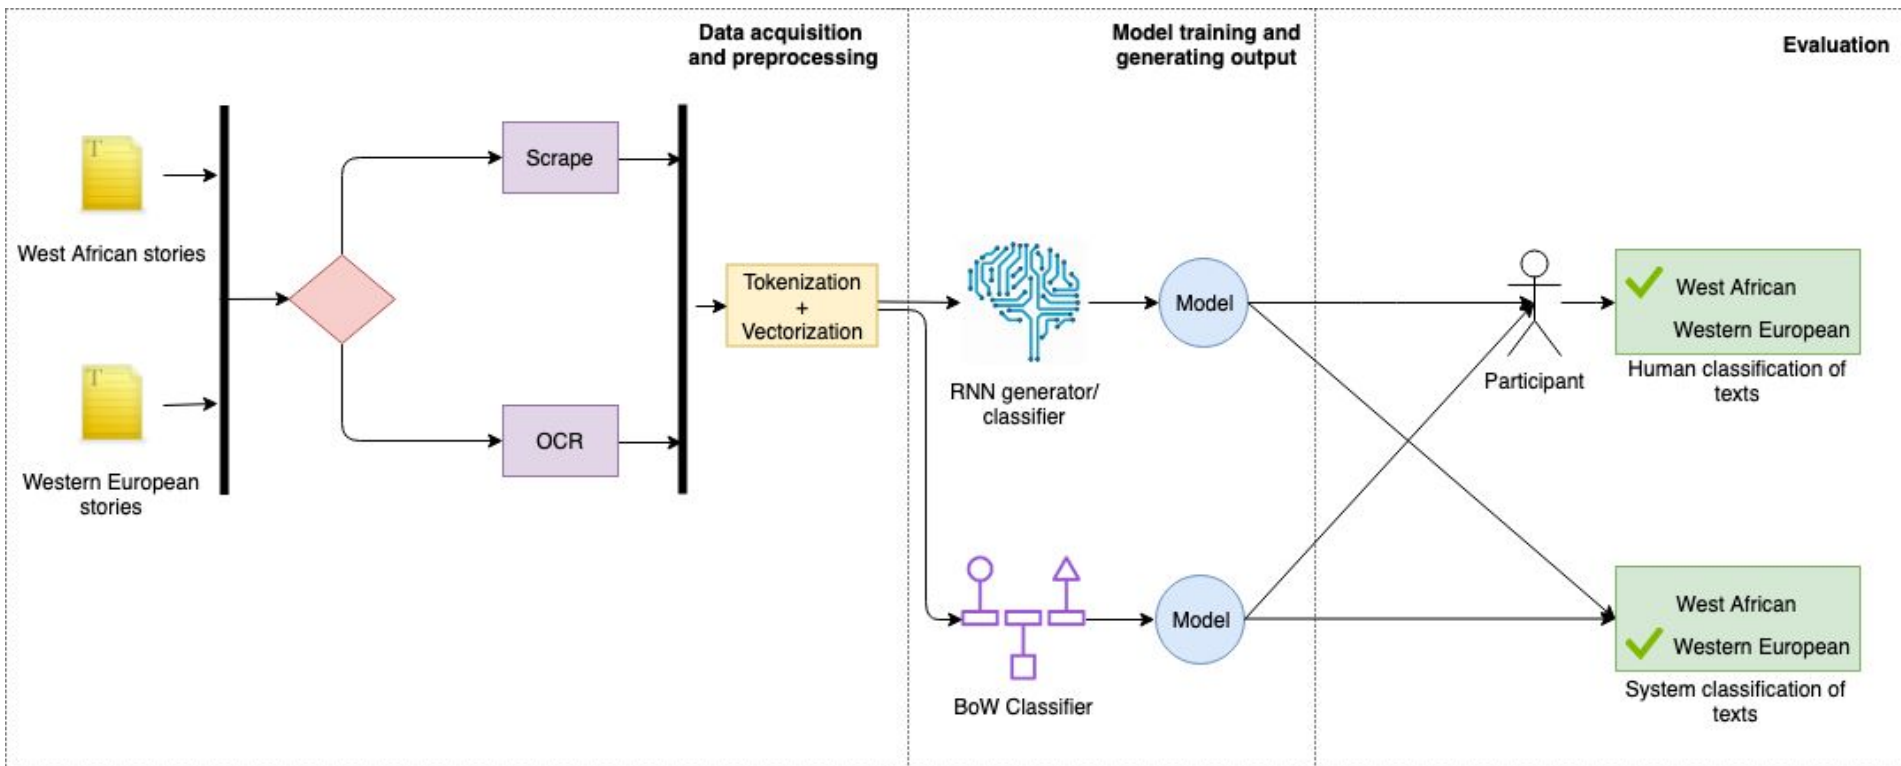 Data acquisition
and preprocessing
Model training and
generating output
Evaluation
T
West African stories
T
Western European
stories
Scrape
OCR
Tokenization
+
Vectorization
RNN generator/
classifier
Model
BoW Classifier
Model
Participant
West African
Western European
Human classification of
texts
West African
Western European
System classification of
texts